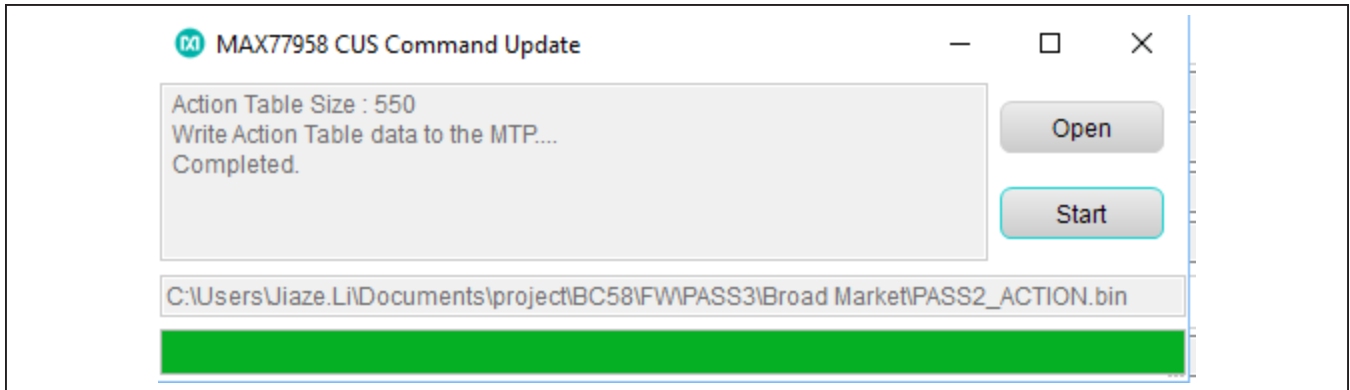 MAX77958 CUS Command Update
Action Table Size : 550
Write Action Table data to the MTP....
Completed.
Open
Start
C:\Users\Jiaze.Li\Documents\project\BC58\FW\PASS3\Broad Market\PASS2_ACTION.bin